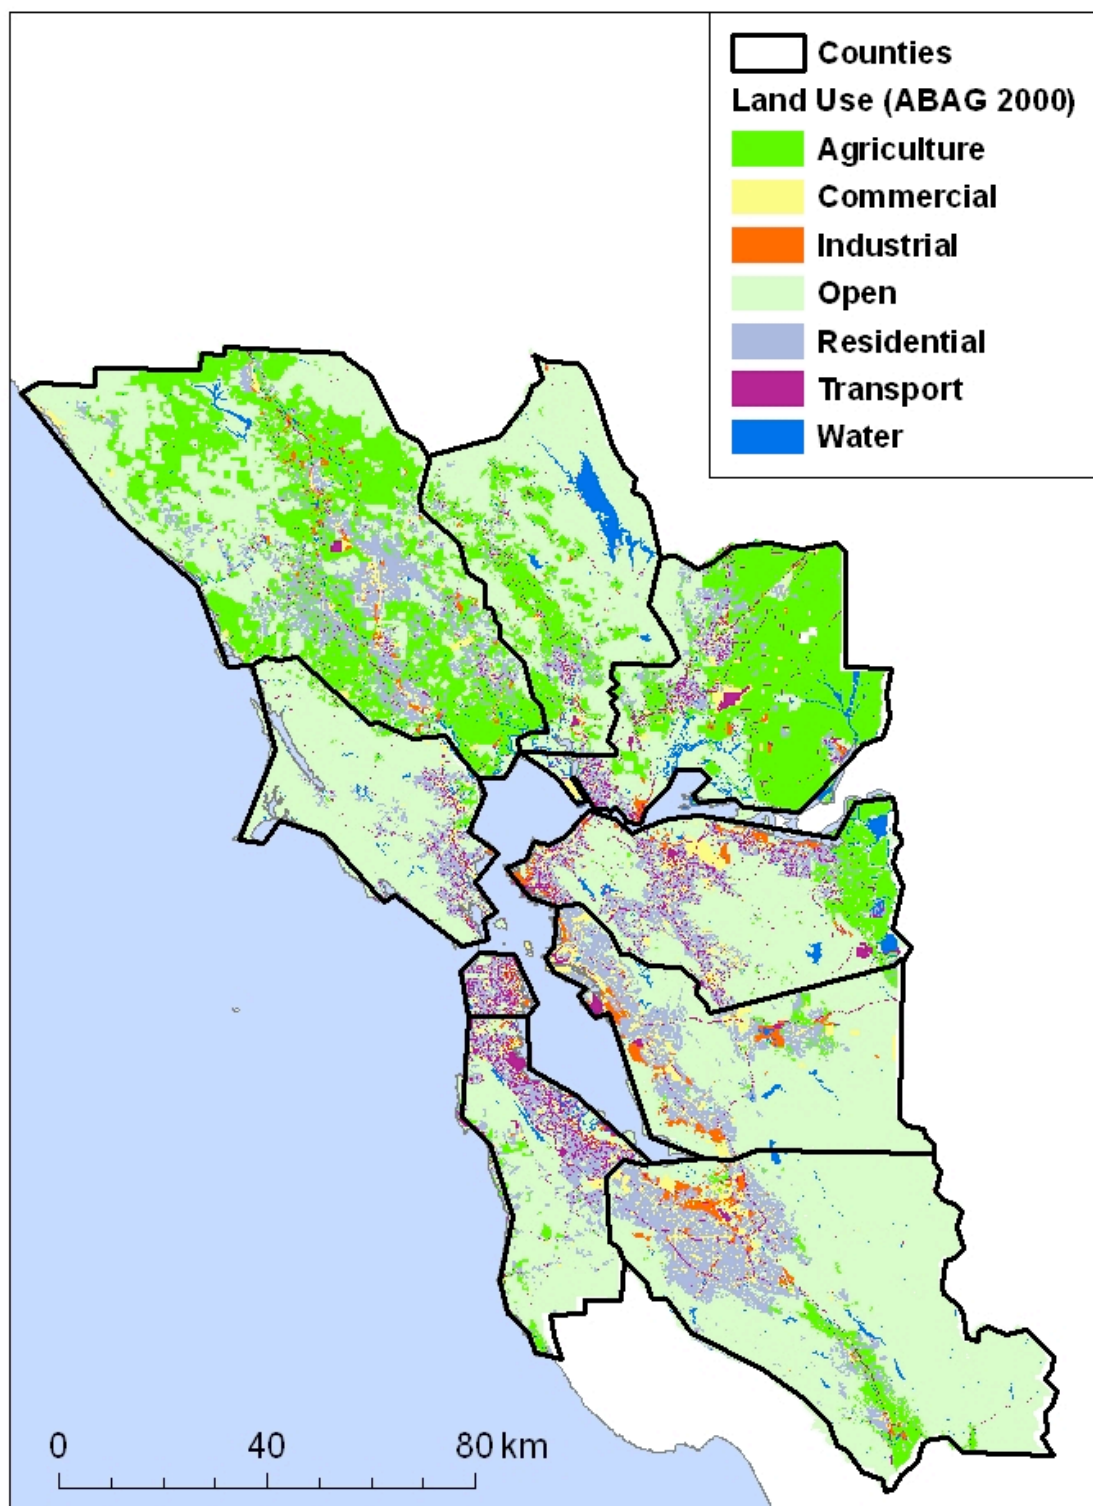 Counties
Land Use (ABAG 2000)
Agriculture
Commercial
Industrial
Open
Residential
Transport
Water
0 40 80 km